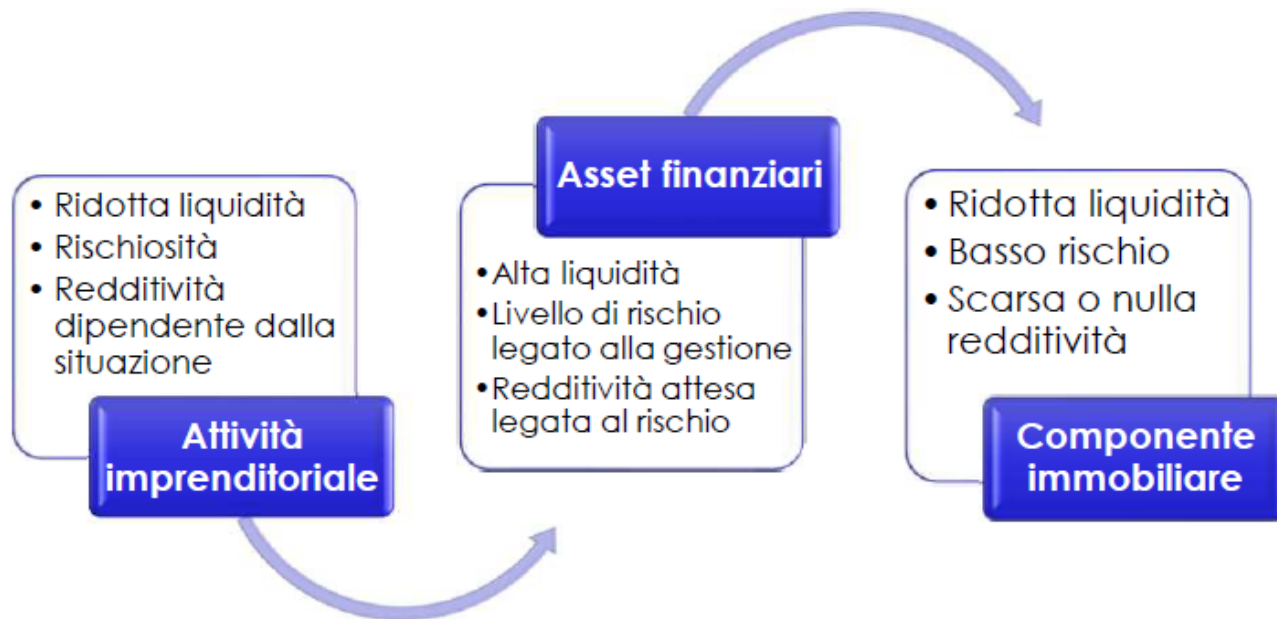 • Ridotta liquidità
• Rischiosità
• Redditività
dipendente dalla
situazione
Attività
imprenditoriale
Asset finanziari
•Alta liquidità
•Livello di rischio
legato alla gestione
•Redditività attesa
legata al rischio
• Ridotta liquidità
• Basso rischio
• Scarsa o nulla
redditività
Componente
immobiliare